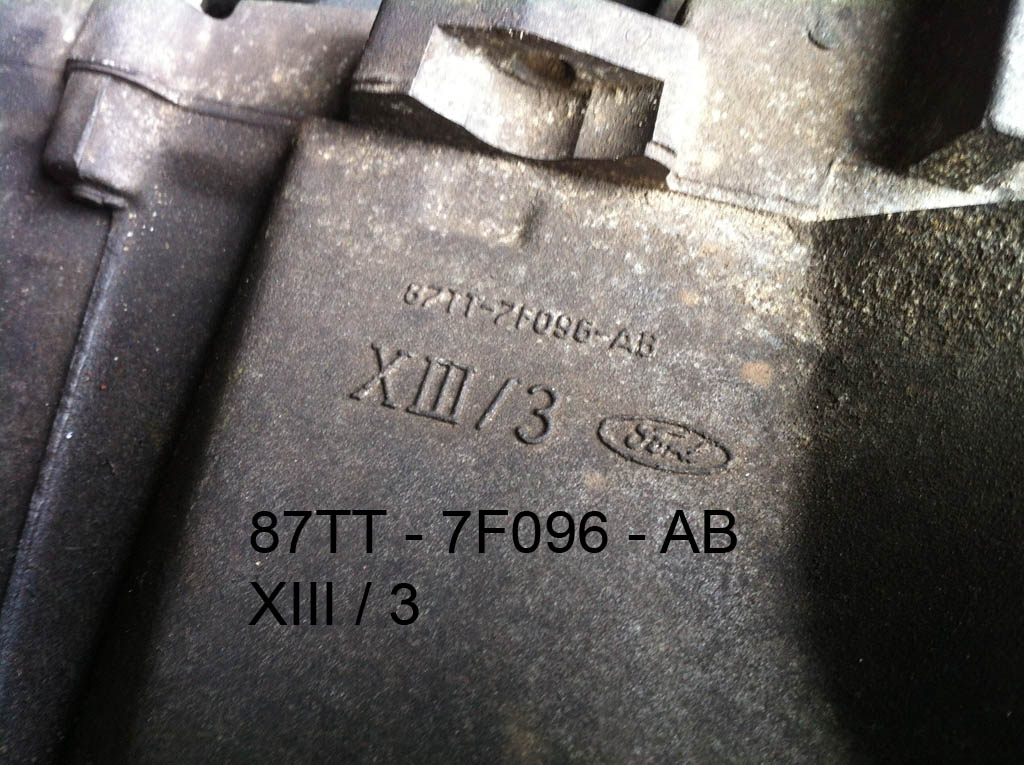 87TT-7F096-AB
XIII/3 Ford
87TT - 7F096 - AB
XIII / 3